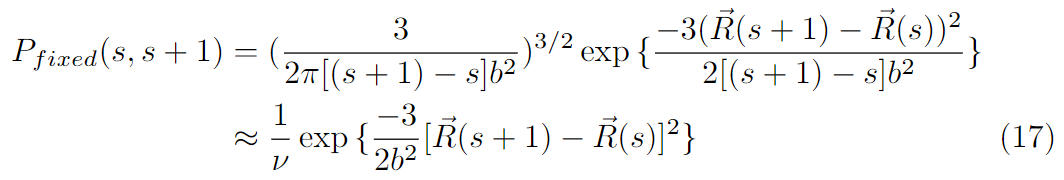 P_{fixed}(s, s+1) = (\frac{3}{2\pi[(s+1)-s]b^2})^{3/2} \exp\{\frac{-3(\vec{R}(s+1)-\vec{R}(s))^2}{2[(s+1)-s]b^2}\}
\approx \frac{1}{\nu} \exp\{\frac{-3}{2b^2}[\vec{R}(s+1)-\vec{R}(s)]^2\} (17)